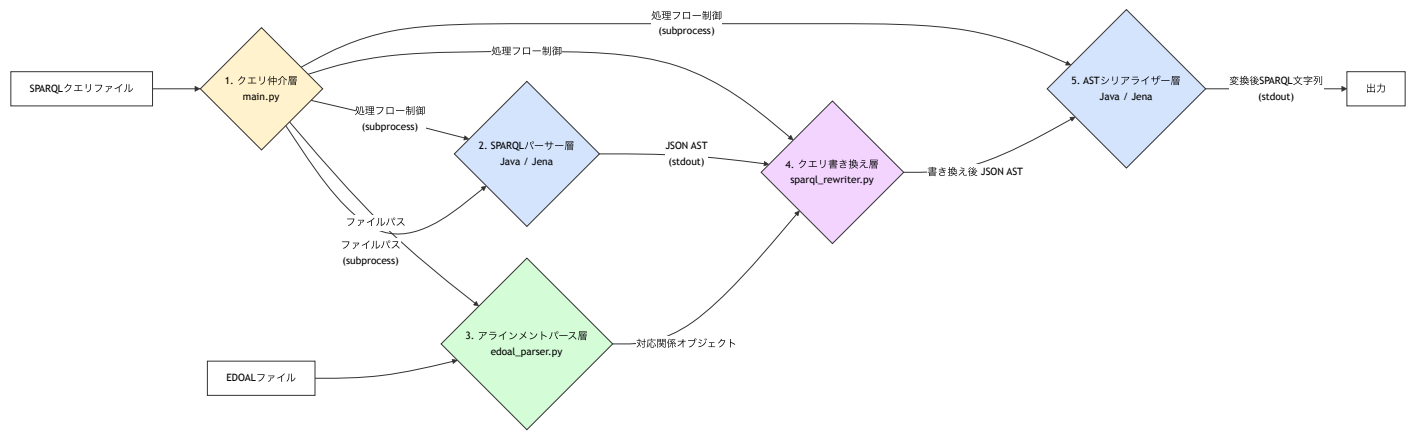 処理フロー制御
(subprocess)
処理フロー制御
SPARQLクエリファイル
1. クエリ仲介層
main.py
処理フロー制御
(subprocess)
2. SPARQLパーサー層
Java / Jena
JSON AST
(stdout)
4. クエリ書き換え層
sparql_rewriter.py
書き換え後 JSON AST
5. ASTシリアライザー層
Java / Jena
変換後SPARQL文字列
(stdout)
出力
ファイルパス
ファイルパス
(subprocess)
3. アラインメントパース層
edoal_parser.py
対応関係オブジェクト
EDOALファイル